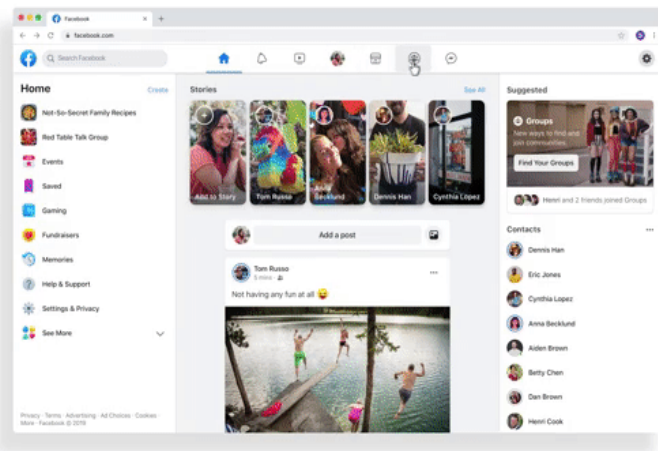 Facebook
facebook.com
Search Facebook
Home
Create
Not-So-Secret Family Recipes
Red Table Talk Group
Events
Saved
Gaming
Fundraisers
Memories
Help & Support
Settings & Privacy
See More
Privacy · Terms · Advertising · Ad Choices · Cookies ·
More · Facebook © 2019
Stories
See All
Add to Story
Tom Russo
Anna
Becklund
Dennis Han
Cynthia Lopez
Add a post
Tom Russo
5 mins ·
Not having any fun at all
Suggested
Groups
New ways to find and
join communities.
Find Your Groups
Henri and 2 friends joined Groups
Contacts
Dennis Han
Eric Jones
Cynthia Lopez
Anna Becklund
Aiden Brown
Betty Chen
Dan Brown
Henri Cook